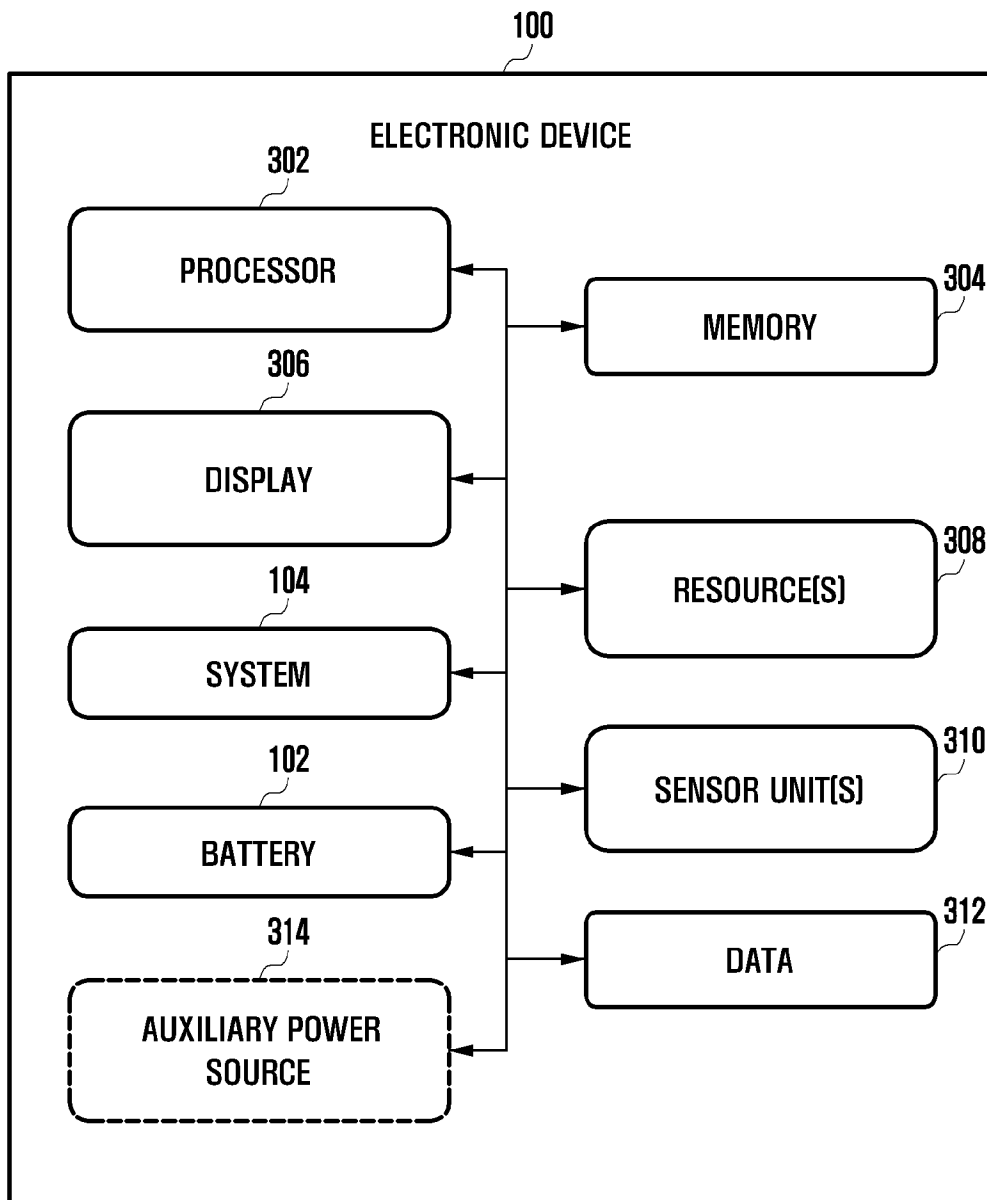 100
ELECTRONIC DEVICE
302
PROCESSOR
304
MEMORY
306
DISPLAY
308
RESOURCE(S)
104
SYSTEM
310
SENSOR UNIT(S)
102
BATTERY
312
DATA
314
AUXILIARY POWER
SOURCE